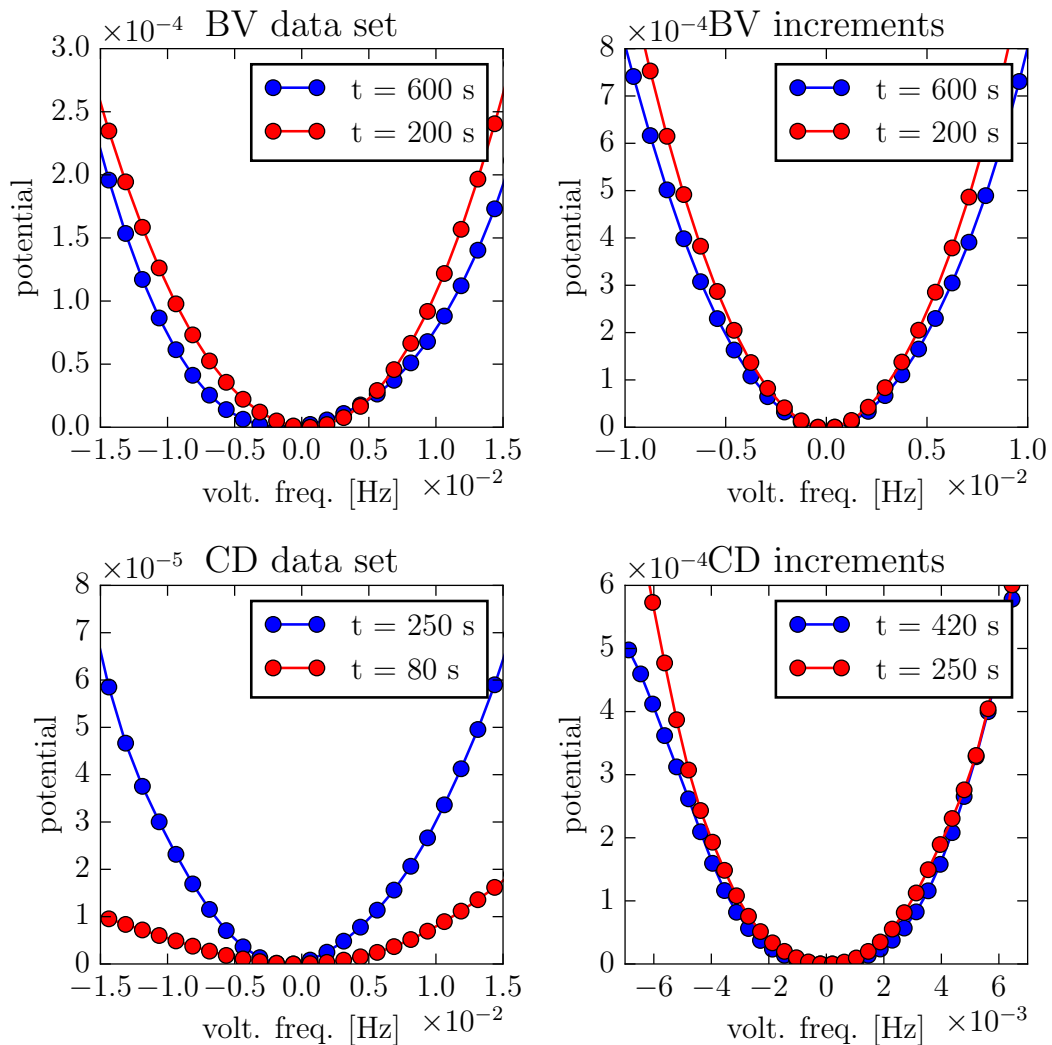 ×10⁻⁴ BV data set
3.0
2.5
2.0
1.5
1.0
0.5
0.0
potential
t = 600 s
t = 200 s
−1.5 −1.0 −0.5 0.0 0.5 1.0 1.5
volt. freq. [Hz] ×10⁻²
×10⁻⁴ BV increments
8
7
6
5
4
3
2
1
0
potential
t = 600 s
t = 200 s
−1.0 −0.5 0.0 0.5 1.0
volt. freq. [Hz] ×10⁻²
×10⁻⁵ CD data set
8
7
6
5
4
3
2
1
0
potential
t = 250 s
t = 80 s
−1.5 −1.0 −0.5 0.0 0.5 1.0 1.5
volt. freq. [Hz] ×10⁻²
×10⁻⁴ CD increments
6
5
4
3
2
1
0
potential
t = 420 s
t = 250 s
−6 −4 −2 0 2 4 6
volt. freq. [Hz] ×10⁻³